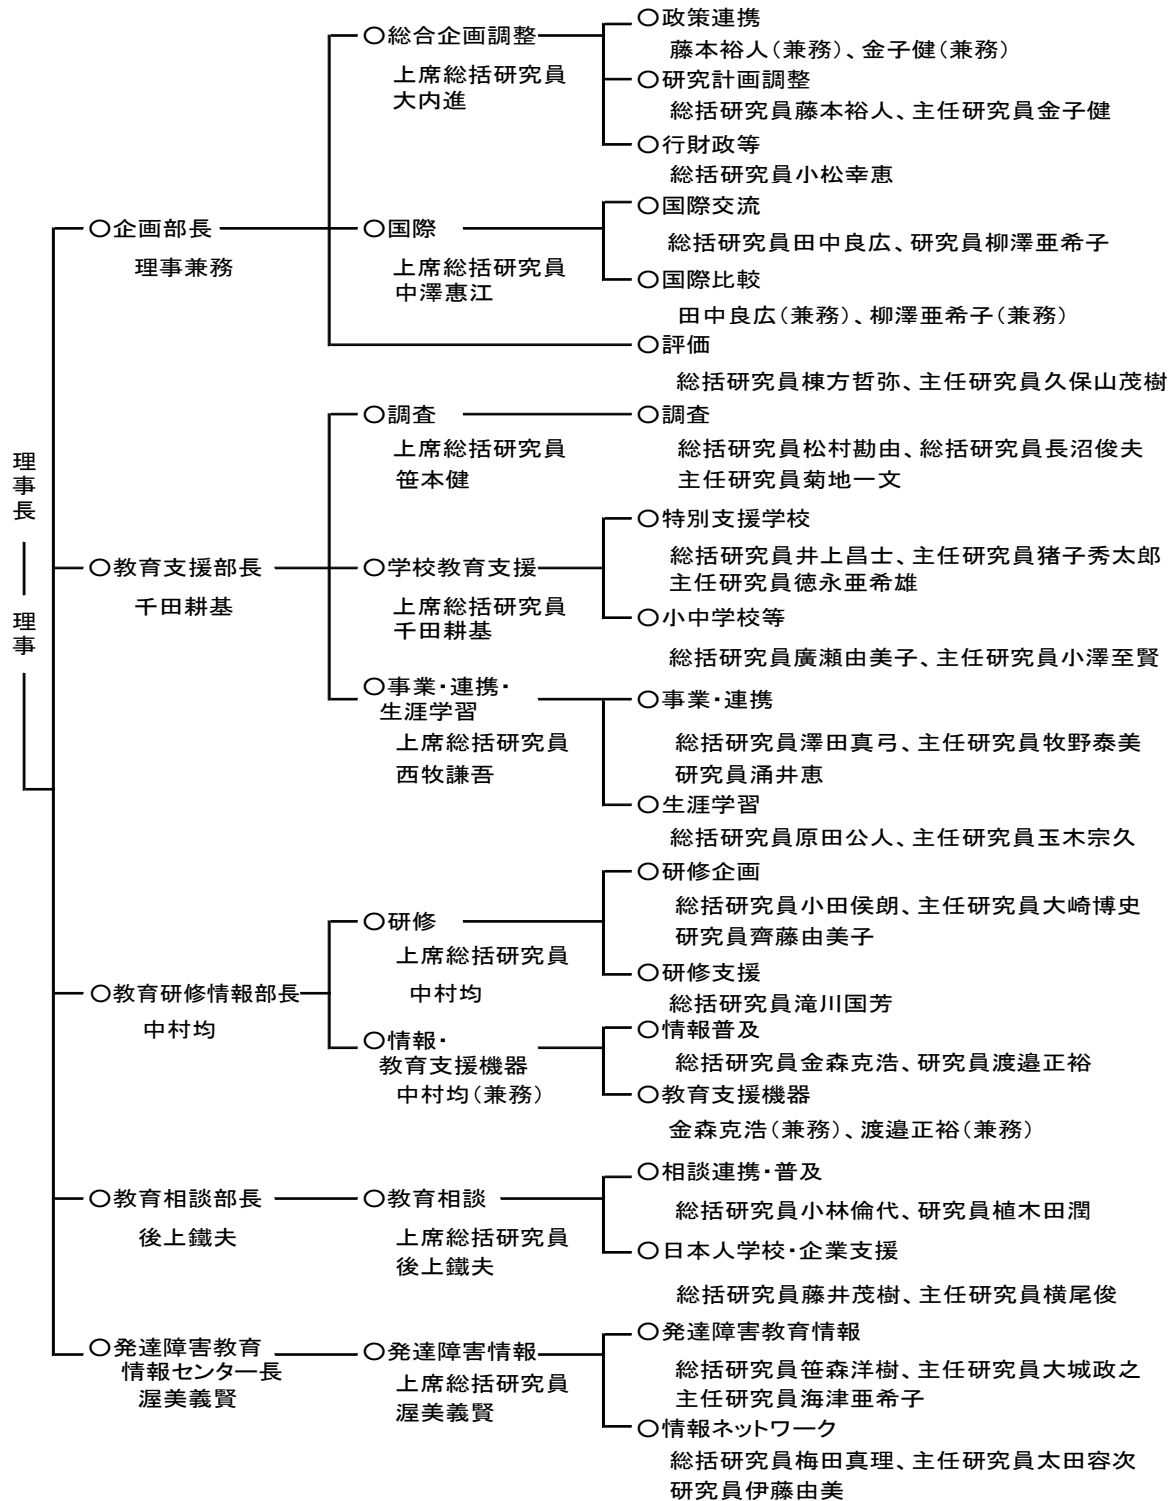 理事長
理事
○企画部長
理事兼務
○総合企画調整
上席総括研究員
大内進
○政策連携
藤本裕人(兼務)、金子健(兼務)
○研究計画調整
総括研究員藤本裕人、主任研究員金子健
○行財政等
総括研究員小松幸恵
○国際
上席総括研究員
中澤惠江
○国際交流
総括研究員田中良広、研究員柳澤亜希子
○国際比較
田中良広(兼務)、柳澤亜希子(兼務)
○評価
総括研究員棟方哲弥、主任研究員久保山茂樹
○教育支援部長
千田耕基
○調査
上席総括研究員
笹本健
○調査
総括研究員松村勘由、総括研究員長沼俊夫
主任研究員菊地一文
○学校教育支援
上席総括研究員
千田耕基
○特別支援学校
総括研究員井上昌士、主任研究員猪子秀太郎
主任研究員徳永亜希雄
○小中学校等
総括研究員廣瀬由美子、主任研究員小澤至賢
○事業・連携・
生涯学習
上席総括研究員
西牧謙吾
○事業・連携
総括研究員澤田真弓、主任研究員牧野泰美
研究員涌井恵
○生涯学習
総括研究員原田公人、主任研究員玉木宗久
○教育研修情報部長
中村均
○研修
上席総括研究員
中村均
○研修企画
総括研究員小田侯朗、主任研究員大崎博史
研究員齊藤由美子
○研修支援
総括研究員滝川国芳
○情報・
教育支援機器
中村均(兼務)
○情報普及
総括研究員金森克浩、研究員渡邉正裕
○教育支援機器
金森克浩(兼務)、渡邉正裕(兼務)
○教育相談部長
後上鐵夫
○教育相談
上席総括研究員
後上鐵夫
○相談連携・普及
総括研究員小林倫代、研究員植木田潤
○日本人学校・企業支援
総括研究員藤井茂樹、主任研究員横尾俊
○発達障害教育
情報センター長
渥美義賢
○発達障害情報
上席総括研究員
渥美義賢
○発達障害教育情報
総括研究員笹森洋樹、主任研究員大城政之
主任研究員海津亜希子
○情報ネットワーク
総括研究員梅田真理、主任研究員太田容次
研究員伊藤由美